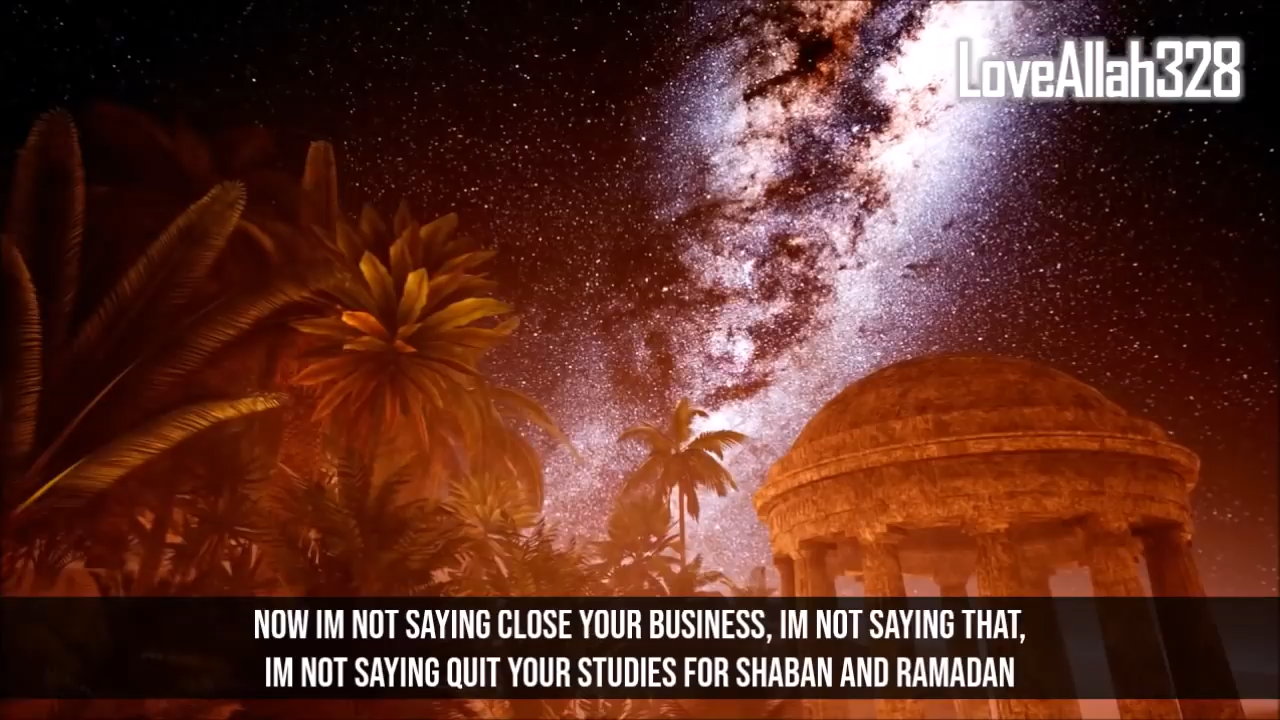 LoveAllah328
NOW IM NOT SAYING CLOSE YOUR BUSINESS, IM NOT SAYING THAT,
IM NOT SAYING QUIT YOUR STUDIES FOR SHABAN AND RAMADAN